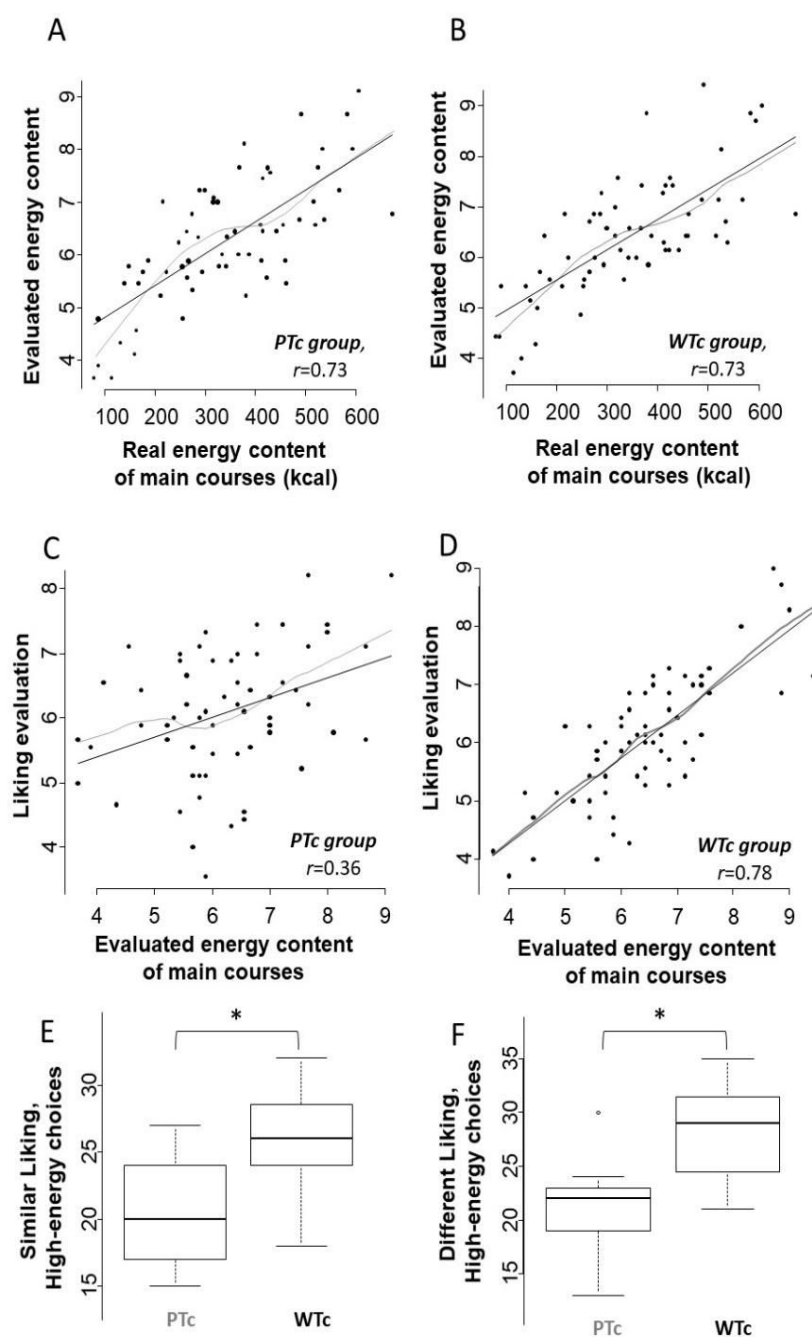 A
Evaluated energy content
9
8
7
6
5
4
PTc group,
r=0.73
100 200 300 400 500 600
Real energy content
of main courses (kcal)
B
Evaluated energy content
9
8
7
6
5
4
WTc group,
r=0.73
100 200 300 400 500 600
Real energy content
of main courses (kcal)
C
Liking evaluation
8
7
6
5
4
PTc group
r=0.36
4 5 6 7 8 9
Evaluated energy content
of main courses
D
Liking evaluation
9
8
7
6
5
4
WTc group
r=0.78
4 5 6 7 8 9
Evaluated energy content
of main courses
E
*
Similar Liking,
High-energy choices
30
25
20
15
PTc WTc
F
*
Different Liking,
High-energy choices
35
30
25
20
15
PTc WTc